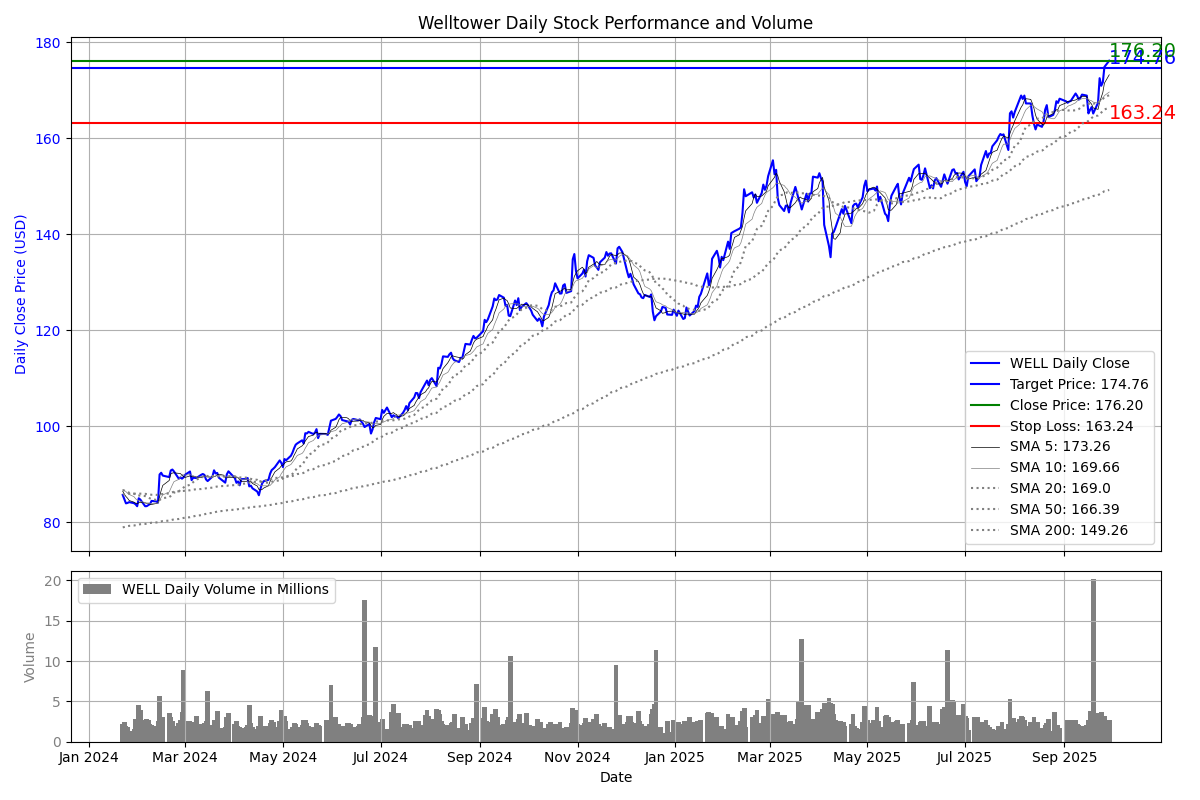 Welltower Daily Stock Performance and Volume
Daily Close Price (USD)
180
160
140
120
100
80
176.20
174.76
163.24
WELL Daily Close
Target Price: 174.76
Close Price: 176.20
Stop Loss: 163.24
SMA 5: 173.26
SMA 10: 169.66
SMA 20: 169.0
SMA 50: 166.39
SMA 200: 149.26
Volume
20
15
10
5
0
WELL Daily Volume in Millions
Jan 2024 Mar 2024 May 2024 Jul 2024 Sep 2024 Nov 2024 Jan 2025 Mar 2025 May 2025 Jul 2025 Sep 2025
Date